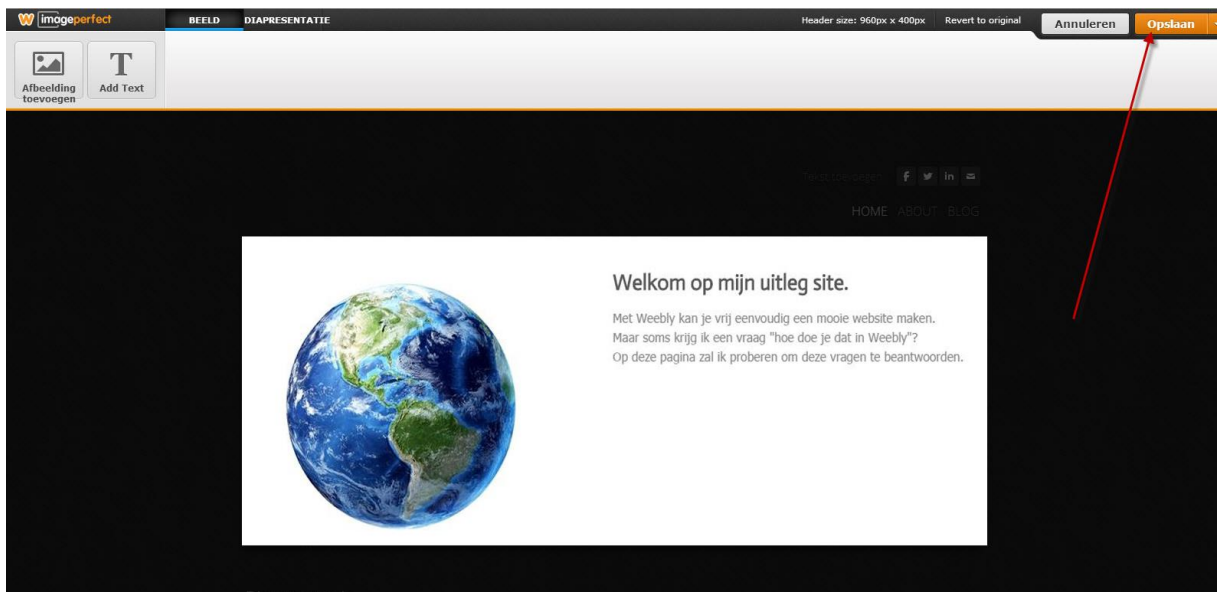 imageperfect
BEELD DIAPRESENTATIE
Header size: 960px x 400px Revert to original
Annuleren Opslaan
Afbeelding
toevoegen
Add Text
HOME ABOUT BLOG
Welkom op mijn uitleg site.
Met Weebly kan je vrij eenvoudig een mooie website maken.
Maar soms krijg ik een vraag "hoe doe je dat in Weebly"?
Op deze pagina zal ik proberen om deze vragen te beantwoorden.